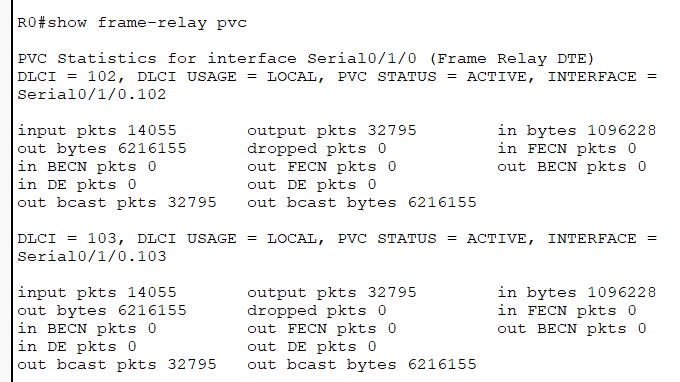 R0#show frame-relay pvc
PVC Statistics for interface Serial0/1/0 (Frame Relay DTE)
DLCI = 102, DLCI USAGE = LOCAL, PVC STATUS = ACTIVE, INTERFACE =
Serial0/1/0.102
input pkts 14055 output pkts 32795 in bytes 1096228
out bytes 6216155 dropped pkts 0 in FECN pkts 0
in BECN pkts 0 out FECN pkts 0 out BECN pkts 0
in DE pkts 0 out DE pkts 0
out bcast pkts 32795 out bcast bytes 6216155
DLCI = 103, DLCI USAGE = LOCAL, PVC STATUS = ACTIVE, INTERFACE =
Serial0/1/0.103
input pkts 14055 output pkts 32795 in bytes 1096228
out bytes 6216155 dropped pkts 0 in FECN pkts 0
in BECN pkts 0 out FECN pkts 0 out BECN pkts 0
in DE pkts 0 out DE pkts 0
out bcast pkts 32795 out bcast bytes 6216155